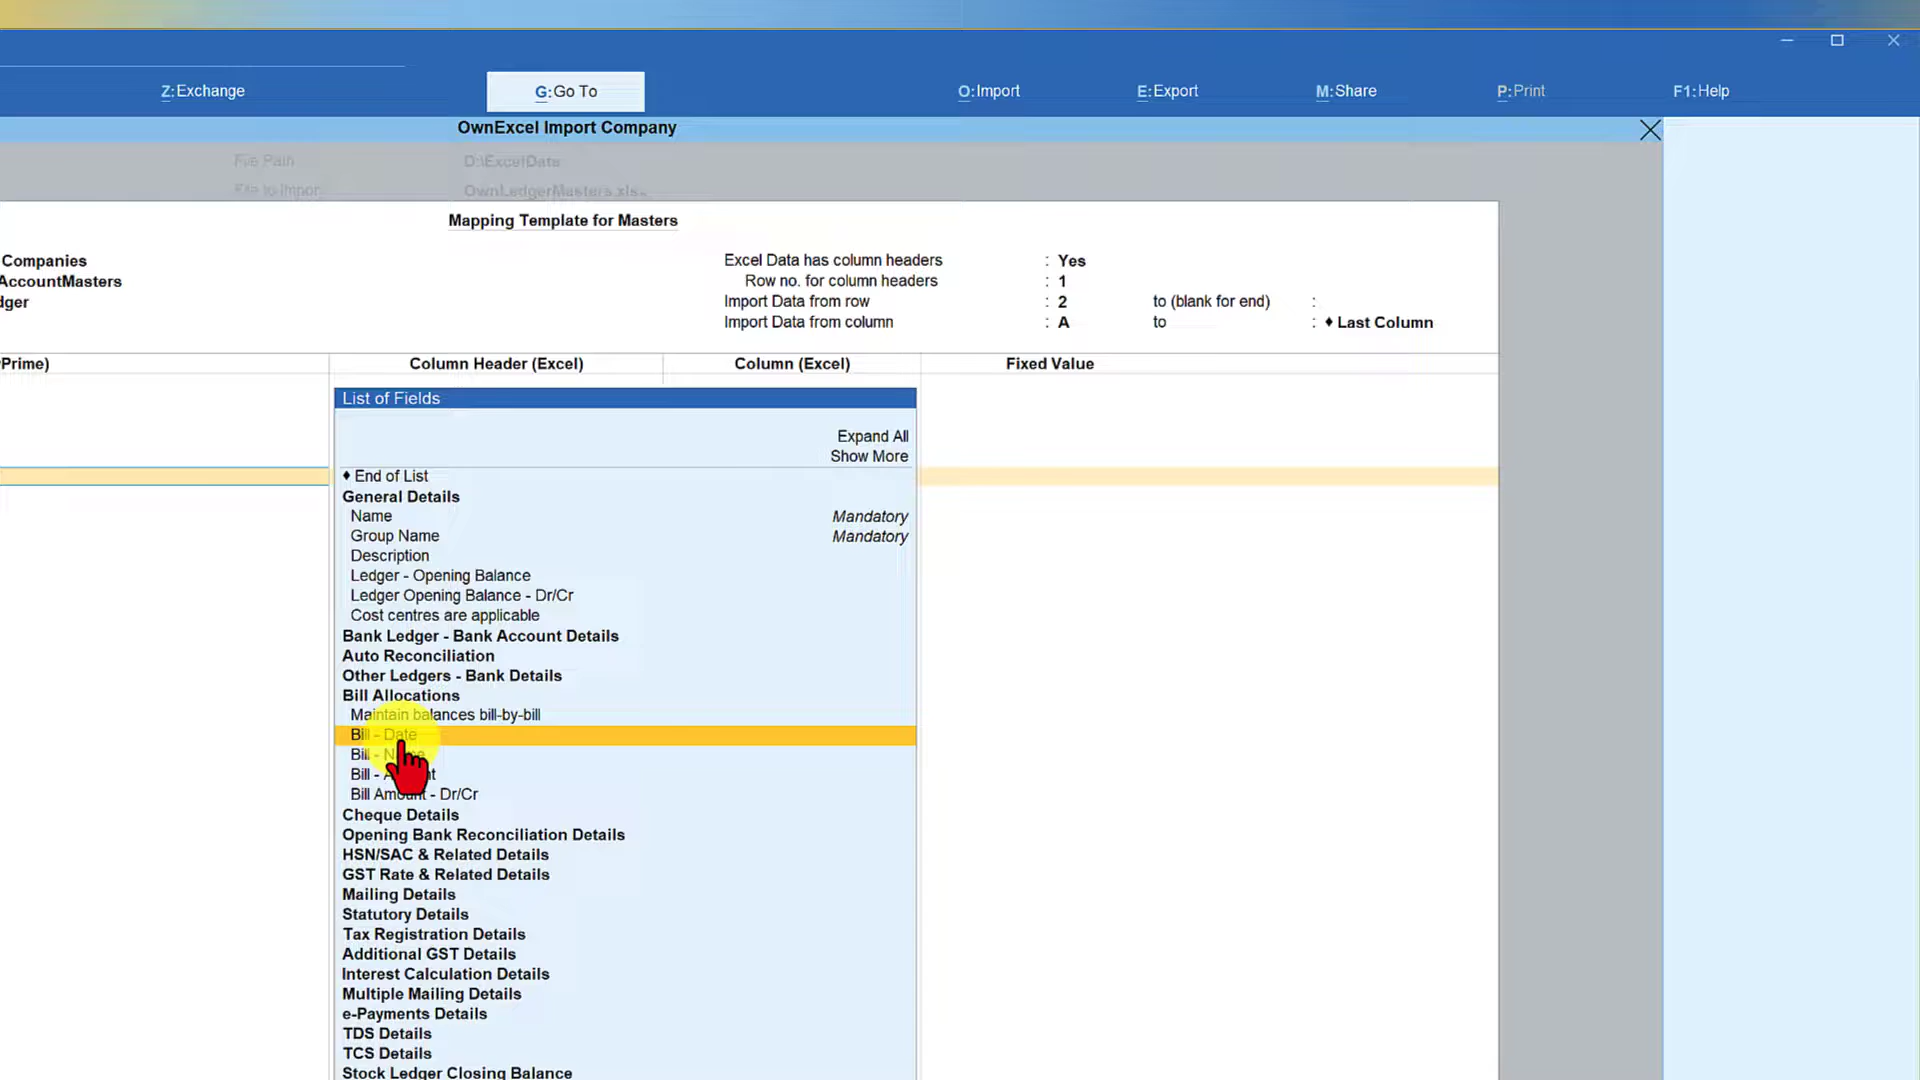 Z:Exchange G:Go To O:Import E:Export M:Share P:Print F1:Help
OwnExcel Import Company
File Path D:\ExcelData
File to Import OwnLedgerMasters.xls
Mapping Template for Masters
Companies Excel Data has column headers : Yes
AccountMasters Row no. for column headers : 1
dger Import Data from row : 2 to (blank for end) :
Import Data from column : A to : ♦ Last Column
Prime) Column Header (Excel) Column (Excel) Fixed Value
List of Fields
Expand All
Show More
♦ End of List
General Details
Name Mandatory
Group Name Mandatory
Description
Ledger - Opening Balance
Ledger Opening Balance - Dr/Cr
Cost centres are applicable
Bank Ledger - Bank Account Details
Auto Reconciliation
Other Ledgers - Bank Details
Bill Allocations
Maintain balances bill-by-bill
Bill - Date
Bill - Name
Bill -
Bill Amount - Dr/Cr
Cheque Details
Opening Bank Reconciliation Details
HSN/SAC & Related Details
GST Rate & Related Details
Mailing Details
Statutory Details
Tax Registration Details
Additional GST Details
Interest Calculation Details
Multiple Mailing Details
e-Payments Details
TDS Details
TCS Details
Stock Ledger Closing Balance